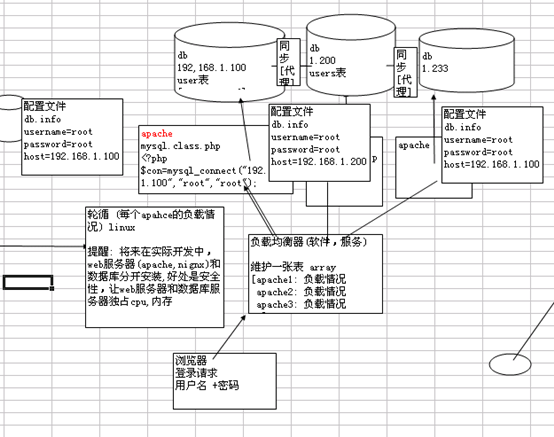 db
192,168.1.100
user表
同步[代理]
db
1.200
users表
同步[代理]
db
1.233
配置文件
db.info
username=root
password=root
host=192.168.1.100
apache
mysql.class.php
<?php
$con=mysql_connect("192.
1.100","root","root");
配置文件
db.info
username=root
password=root
host=192.168.1.200
P
apache
配置文件
db.info
username=root
password=root
host=192.168.1.100
轮循 (每个apahce的负载情
况) linux
提醒: 将来在实际开发中,
web服务器(apache,nignx)和
数据库分开安装,好处是安全
性，让web服务器和数据库服
务器独占cpu,内存
负载均衡器(软件，服务)
维护一张表 array
[apache1: 负载情况
apache2: 负载情况
apache3: 负载情况
浏览器
登录请求
用户名 +密码